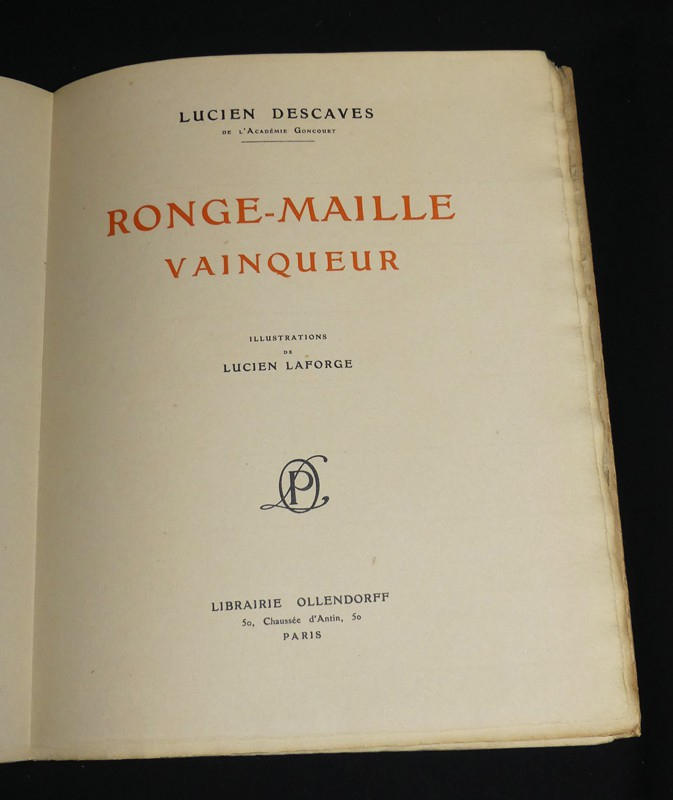 LUCIEN DESCAVES
DE L'ACADÉMIE GONCOURT
RONGE-MAILLE
VAINQUEUR
ILLUSTRATIONS
DE
LUCIEN LAFORGE
LIBRAIRIE OLLENDORFF
50, Chaussée d'Antin, 50
PARIS